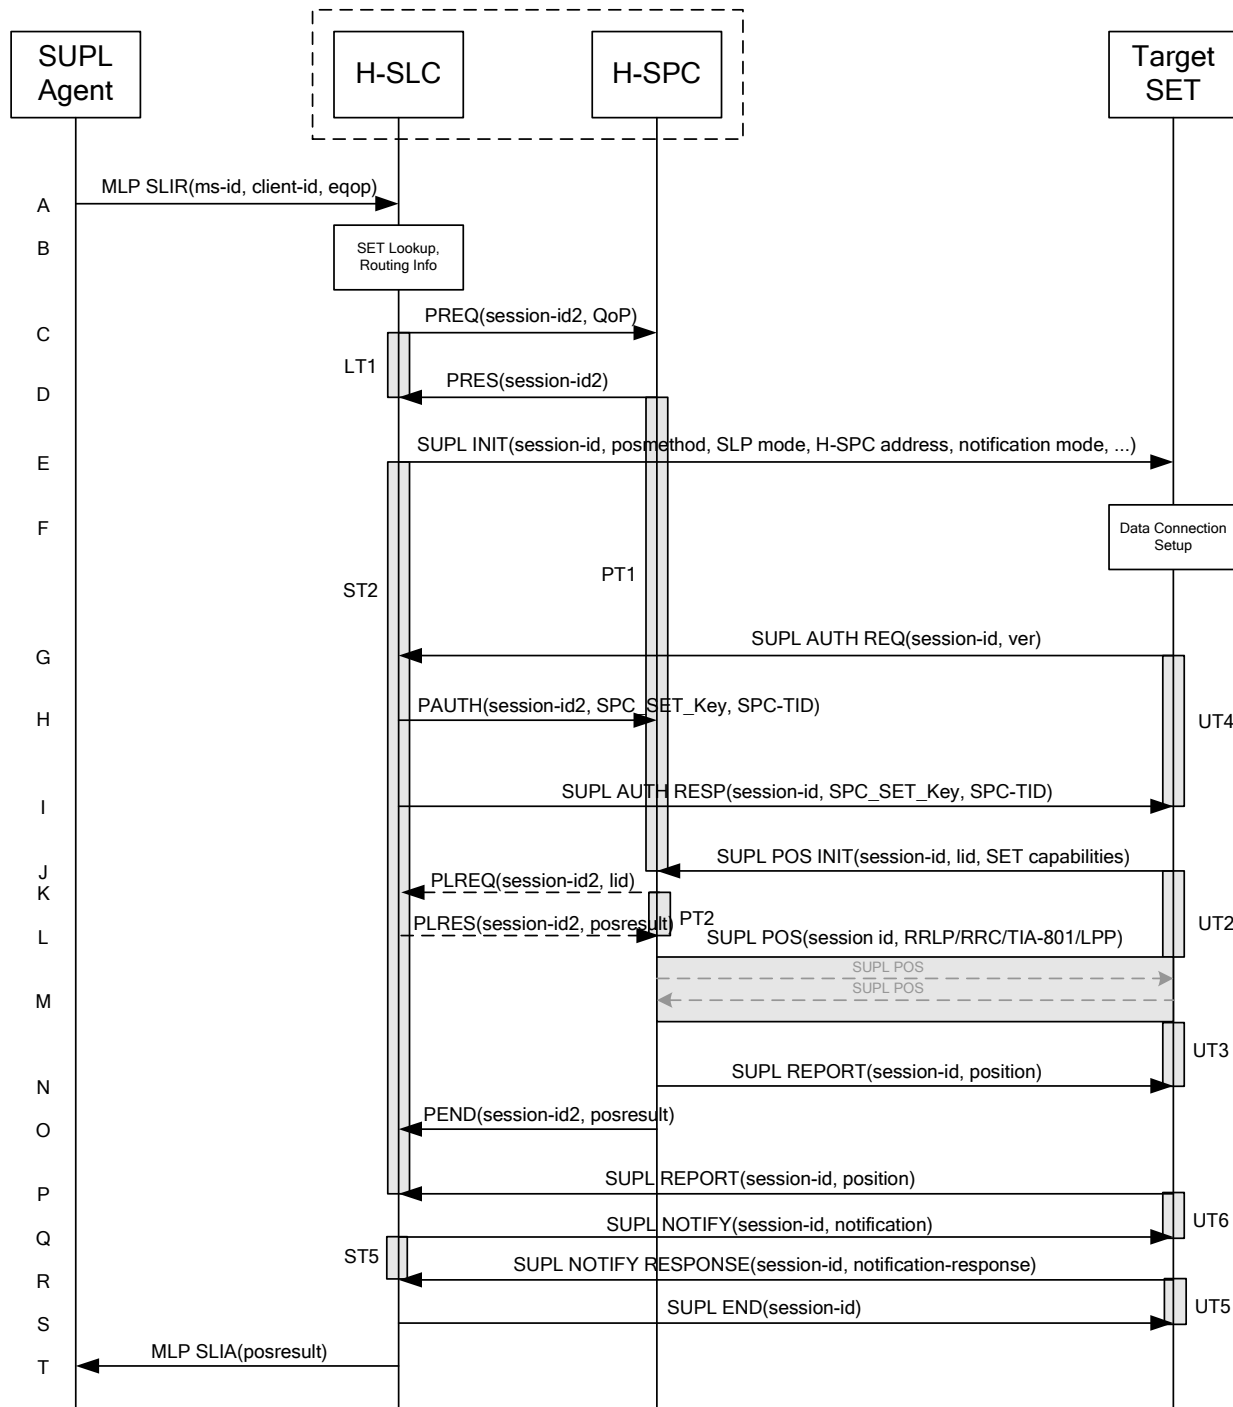 SUPL
Agent
H-SLC
H-SPC
Target
SET
MLP SLIR(ms-id, client-id, eqop)
A
B
SET Lookup,
Routing Info
PREQ(session-id2, QoP)
C
LT1
PRES(session-id2)
D
SUPL INIT(session-id, posmethod, SLP mode, H-SPC address, notification mode, ...)
E
F
Data Connection
Setup
PT1
ST2
SUPL AUTH REQ(session-id, ver)
G
PAUTH(session-id2, SPC_SET_Key, SPC-TID)
H
UT4
SUPL AUTH RESP(session-id, SPC_SET_Key, SPC-TID)
I
SUPL POS INIT(session-id, lid, SET capabilities)
J
PLREQ(session-id2, lid)
K
PLRES(session-id2, posresult)
PT2
UT2
L
SUPL POS(session id, RRLP/RRC/TIA-801/LPP)
SUPL POS
SUPL POS
M
UT3
SUPL REPORT(session-id, position)
N
PEND(session-id2, posresult)
O
SUPL REPORT(session-id, position)
P
SUPL NOTIFY(session-id, notification)
UT6
Q
ST5
SUPL NOTIFY RESPONSE(session-id, notification-response)
R
UT5
SUPL END(session-id)
S
MLP SLIA(posresult)
T